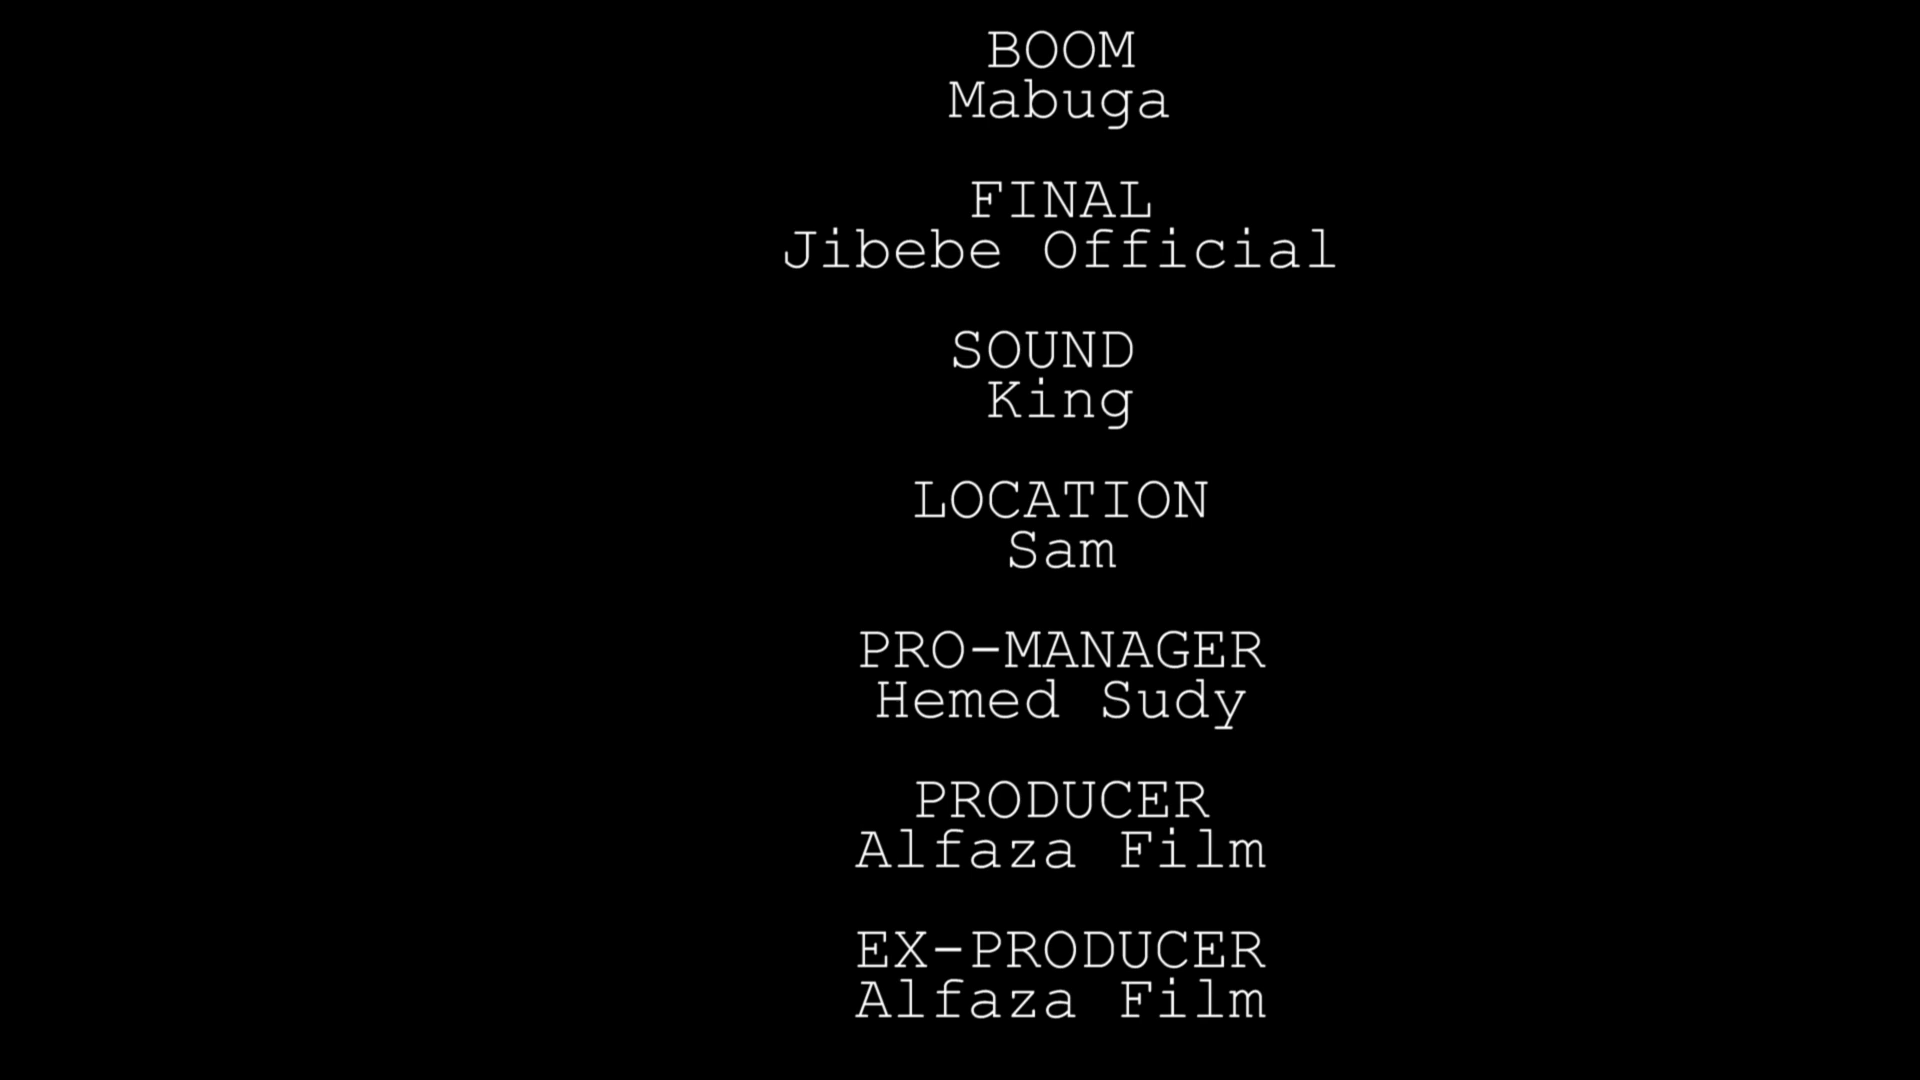 BOOM
Mabuga
FINAL
Jibebe Official
SOUND
King
LOCATION
Sam
PRO-MANAGER
Hemed Sudy
PRODUCER
Alfaza Film
EX-PRODUCER
Alfaza Film